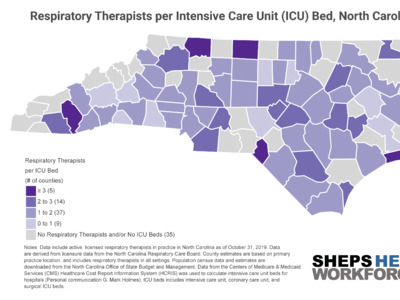 Respiratory Therapists per Intensive Care Unit (ICU) Bed, North Carol
Respiratory Therapists
per ICU Bed
(# of counties)
≥ 3 (5)
2 to 3 (14)
1 to 2 (37)
0 to 1 (9)
No Respiratory Therapists and/or No ICU Beds (35)
Notes: Data include active, licensed respiratory therapists in practice in North Carolina as of October 31, 2019. Data
are derived from licensure data from the North Carolina Respiratory Care Board. County estimates are based on primary
practice location, and includes respiratory therapists in all settings. Population census data and estimates are
downloaded from the North Carolina Office of State Budget and Management. Data from the Centers of Medicare & Medicaid
Services (CMS) Healthcare Cost Report Information System (HCRIS) was used to calculate intensive care unit beds for
hospitals (Personal communication G. Mark Holmes). ICU beds includes intensive care unit, coronary care unit, and
surgical ICU beds.
SHEPS HE
WORKFORC